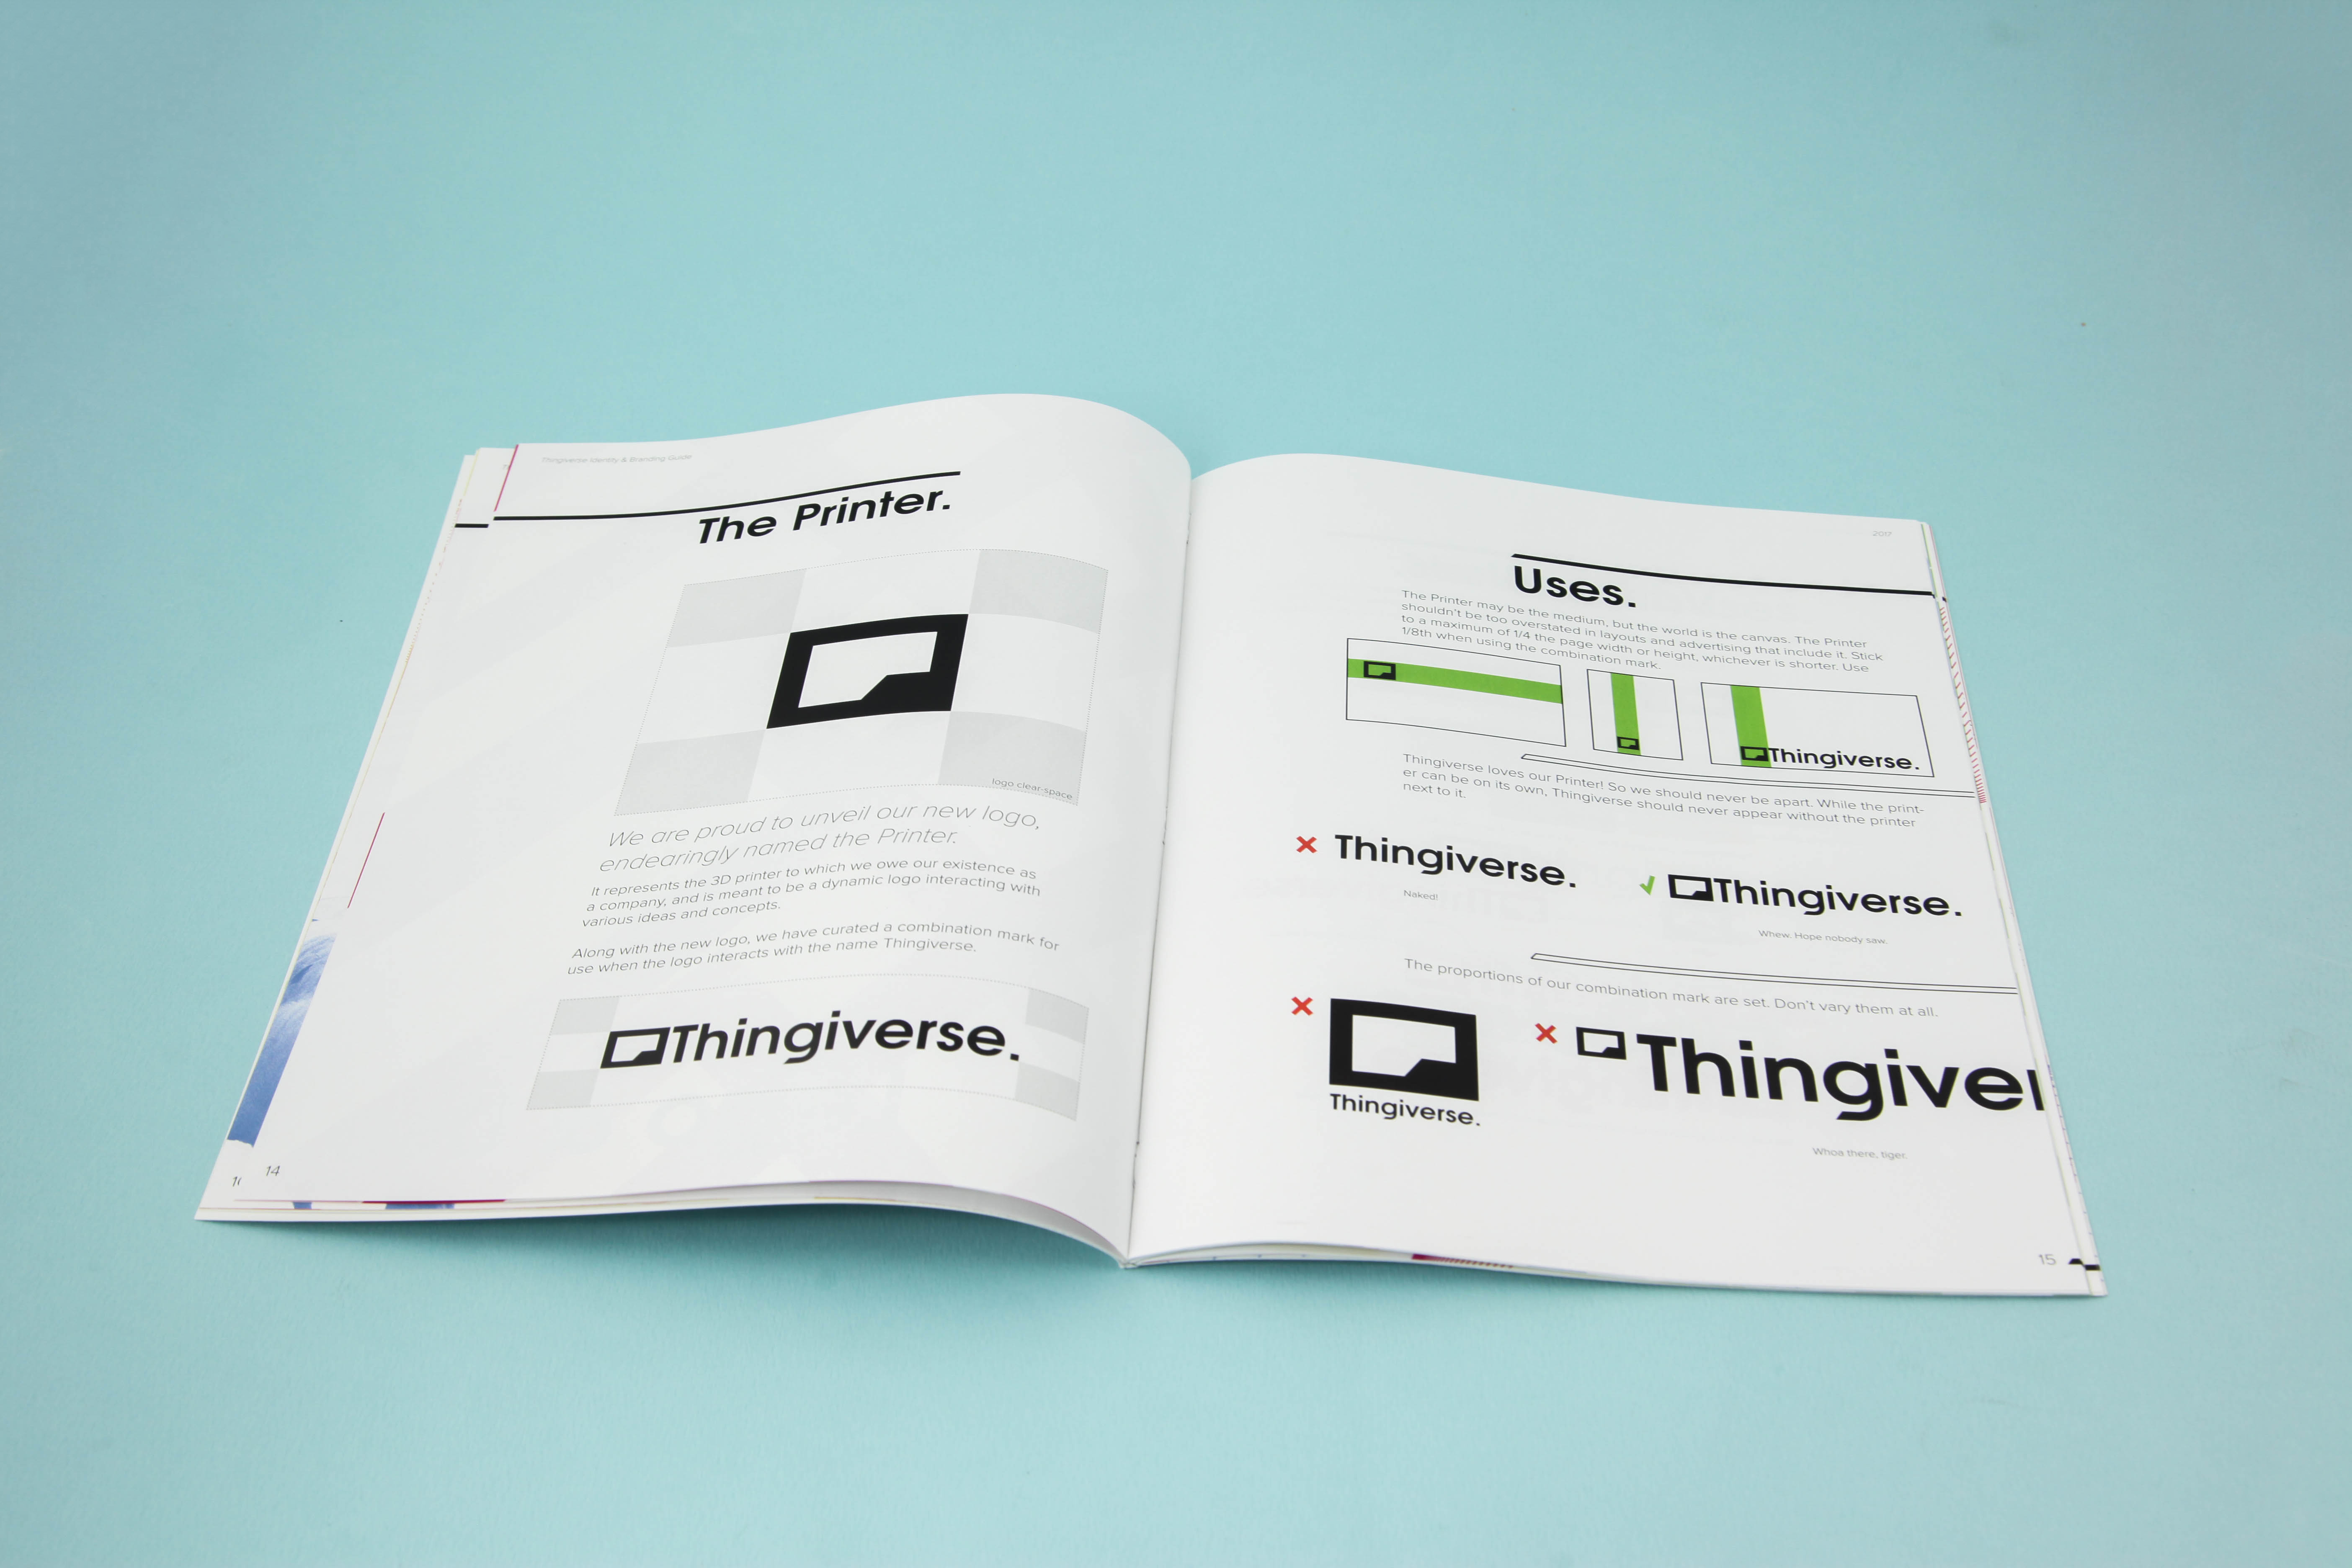 Thingiverse Identity & Branding Guide
The Printer.
logo clear-space
We are proud to unveil our new logo,
endearingly named the Printer.
It represents the 3D printer to which we owe our existence as
a company, and is meant to be a dynamic logo interacting with
various ideas and concepts.
Along with the new logo, we have curated a combination mark for
use when the logo interacts with the name Thingiverse.
Thingiverse.
14
2017
Uses.
The Printer may be the medium, but the world is the canvas. The Printer
shouldn't be too overstated in layouts and advertising that include it. Stick
to a maximum of 1/4 the page width or height, whichever is shorter. Use
1/8th when using the combination mark.
Thingiverse.
Thingiverse loves our Printer! So we should never be apart. While the print-
er can be on its own, Thingiverse should never appear without the printer
next to it.
Thingiverse.
Naked!
Thingiverse.
Whew. Hope nobody saw.
The proportions of our combination mark are set. Don't vary them at all.
Thingiverse.
Thingiver
Whoa there, tiger.
15